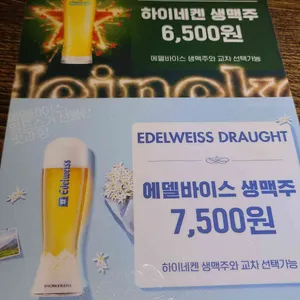 하이네켄 생맥주
6,500원
에델바이스 생맥주와 교차 선택가능
EDELWEISS DRAUGHT
에델바이스 생맥주
7,500원
하이네켄 생맥주와 교차 선택가능
Edelweiss